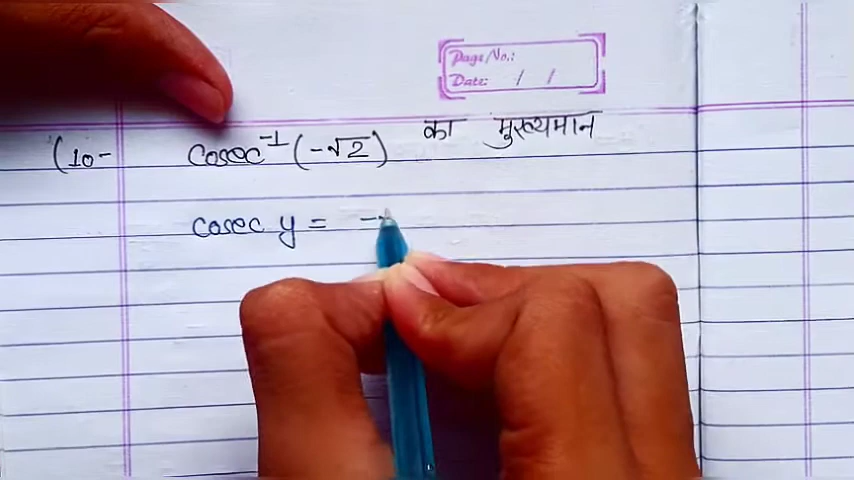 Page No.:
Date: / /
(10- cosec⁻¹(-√2) का मुख्यमान
cosec y = -